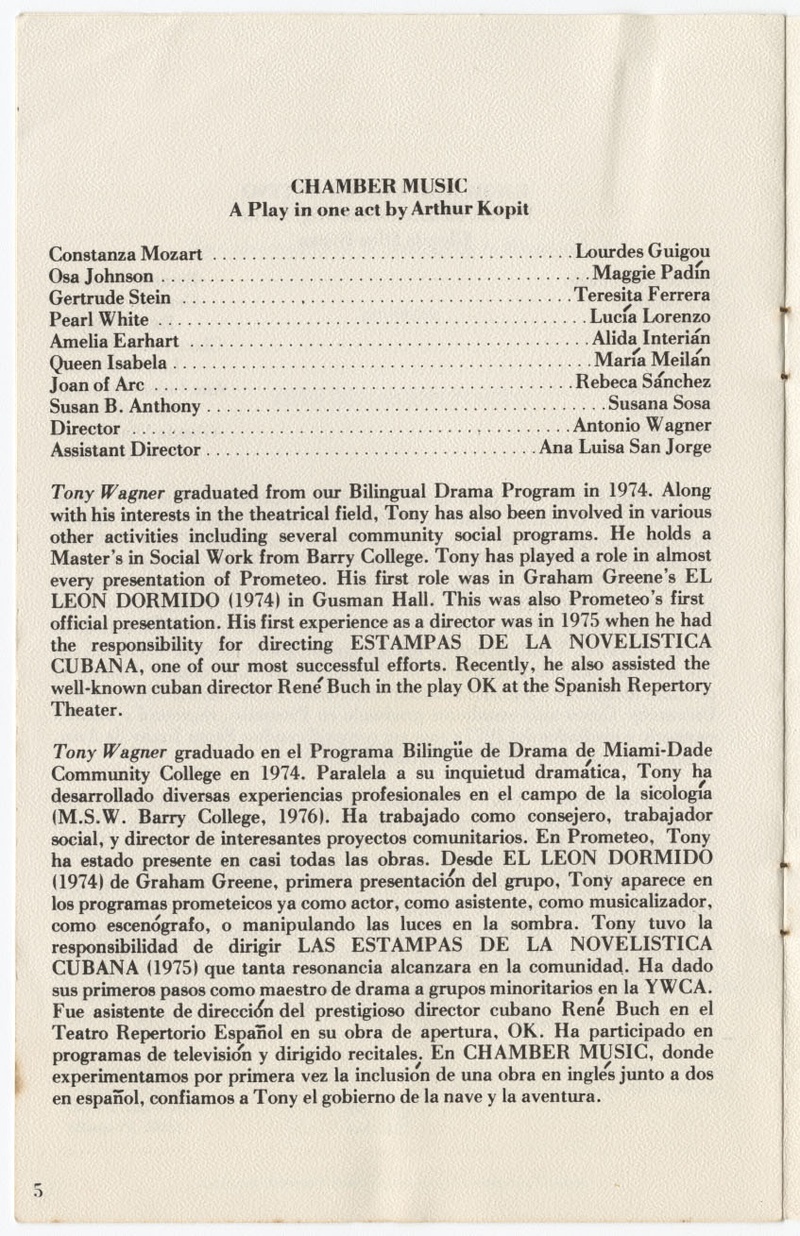 CHAMBER MUSIC
A Play in one act by Arthur Kopit
Constanza Mozart ..................................... Lourdes Guigou
Osa Johnson ............................................ Maggie Padín
Gertrude Stein ........................................ Teresita Ferrera
Pearl White ............................................ Lucía Lorenzo
Amelia Earhart ......................................... Alida Interián
Queen Isabela ........................................... María Meilán
Joan of Arc ........................................... Rebeca Sánchez
Susan B. Anthony ......................................... Susana Sosa
Director ............................................. Antonio Wagner
Assistant Director .................................. Ana Luisa San Jorge
Tony Wagner graduated from our Bilingual Drama Program in 1974. Along
with his interests in the theatrical field, Tony has also been involved in various
other activities including several community social programs. He holds a
Master's in Social Work from Barry College. Tony has played a role in almost
every presentation of Prometeo. His first role was in Graham Greene's EL
LEON DORMIDO (1974) in Gusman Hall. This was also Prometeo's first
official presentation. His first experience as a director was in 1975 when he had
the responsibility for directing ESTAMPAS DE LA NOVELISTICA
CUBANA, one of our most successful efforts. Recently, he also assisted the
well-known cuban director René Buch in the play OK at the Spanish Repertory
Theater.
Tony Wagner graduado en el Programa Bilingüe de Drama de Miami-Dade
Community College en 1974. Paralela a su inquietud dramática, Tony ha
desarrollado diversas experiencias profesionales en el campo de la sicología
(M.S.W. Barry College, 1976). Ha trabajado como consejero, trabajador
social, y director de interesantes proyectos comunitarios. En Prometeo, Tony
ha estado presente en casi todas las obras. Desde EL LEON DORMIDO
(1974) de Graham Greene, primera presentación del grupo, Tony aparece en
los programas prometeicos ya como actor, como asistente, como musicalizador,
como escenógrafo, o manipulando las luces en la sombra. Tony tuvo la
responsibilidad de dirigir LAS ESTAMPAS DE LA NOVELISTICA
CUBANA (1975) que tanta resonancia alcanzara en la comunidad. Ha dado
sus primeros pasos como maestro de drama a grupos minoritarios en la YWCA.
Fue asistente de dirección del prestigioso director cubano René Buch en el
Teatro Repertorio Español en su obra de apertura, OK. Ha participado en
programas de televisión y dirigido recitales. En CHAMBER MUSIC, donde
experimentamos por primera vez la inclusión de una obra en inglés junto a dos
en español, confiamos a Tony el gobierno de la nave y la aventura.
5